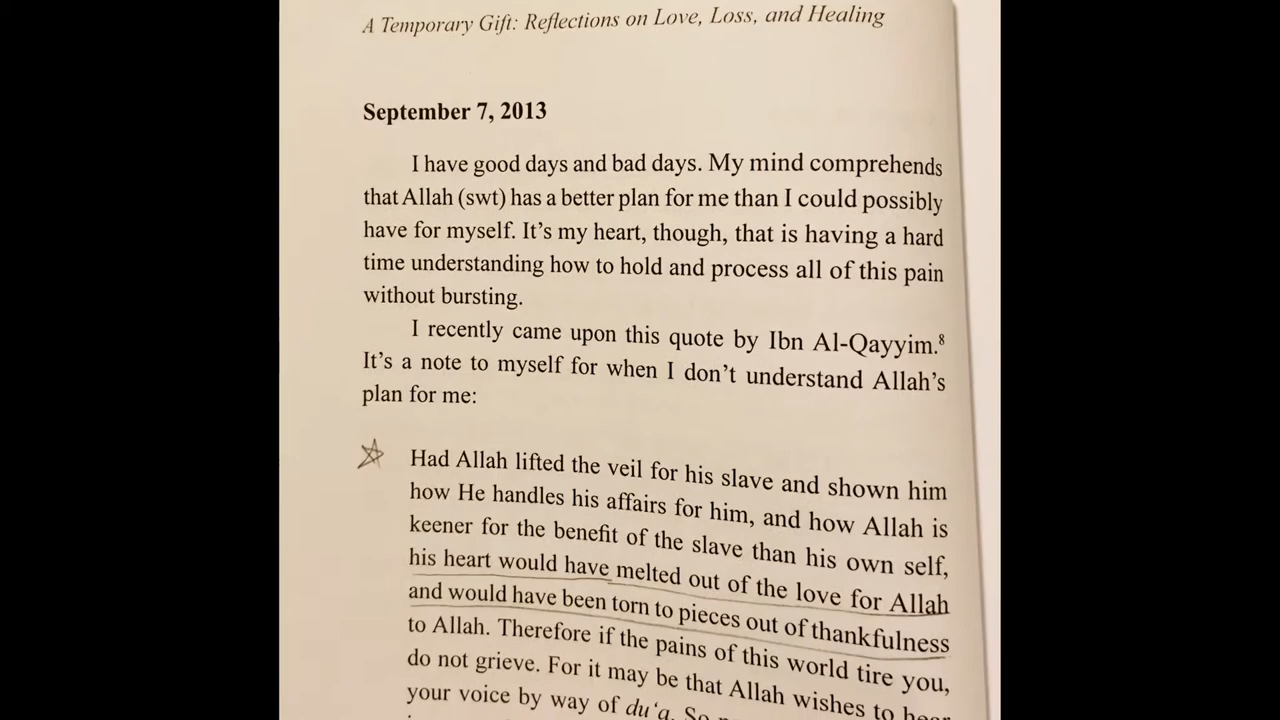 A Temporary Gift: Reflections on Love, Loss, and Healing
September 7, 2013
I have good days and bad days. My mind comprehends
that Allah (swt) has a better plan for me than I could possibly
have for myself. It’s my heart, though, that is having a hard
time understanding how to hold and process all of this pain
without bursting.
I recently came upon this quote by Ibn Al-Qayyim.⁸
It’s a note to myself for when I don’t understand Allah’s
plan for me:
Had Allah lifted the veil for his slave and shown him
how He handles his affairs for him, and how Allah is
keener for the benefit of the slave than his own self,
his heart would have melted out of the love for Allah
and would have been torn to pieces out of thankfulness
to Allah. Therefore if the pains of this world tire you,
do not grieve. For it may be that Allah wishes to hear
your voice by way of du‘a. So